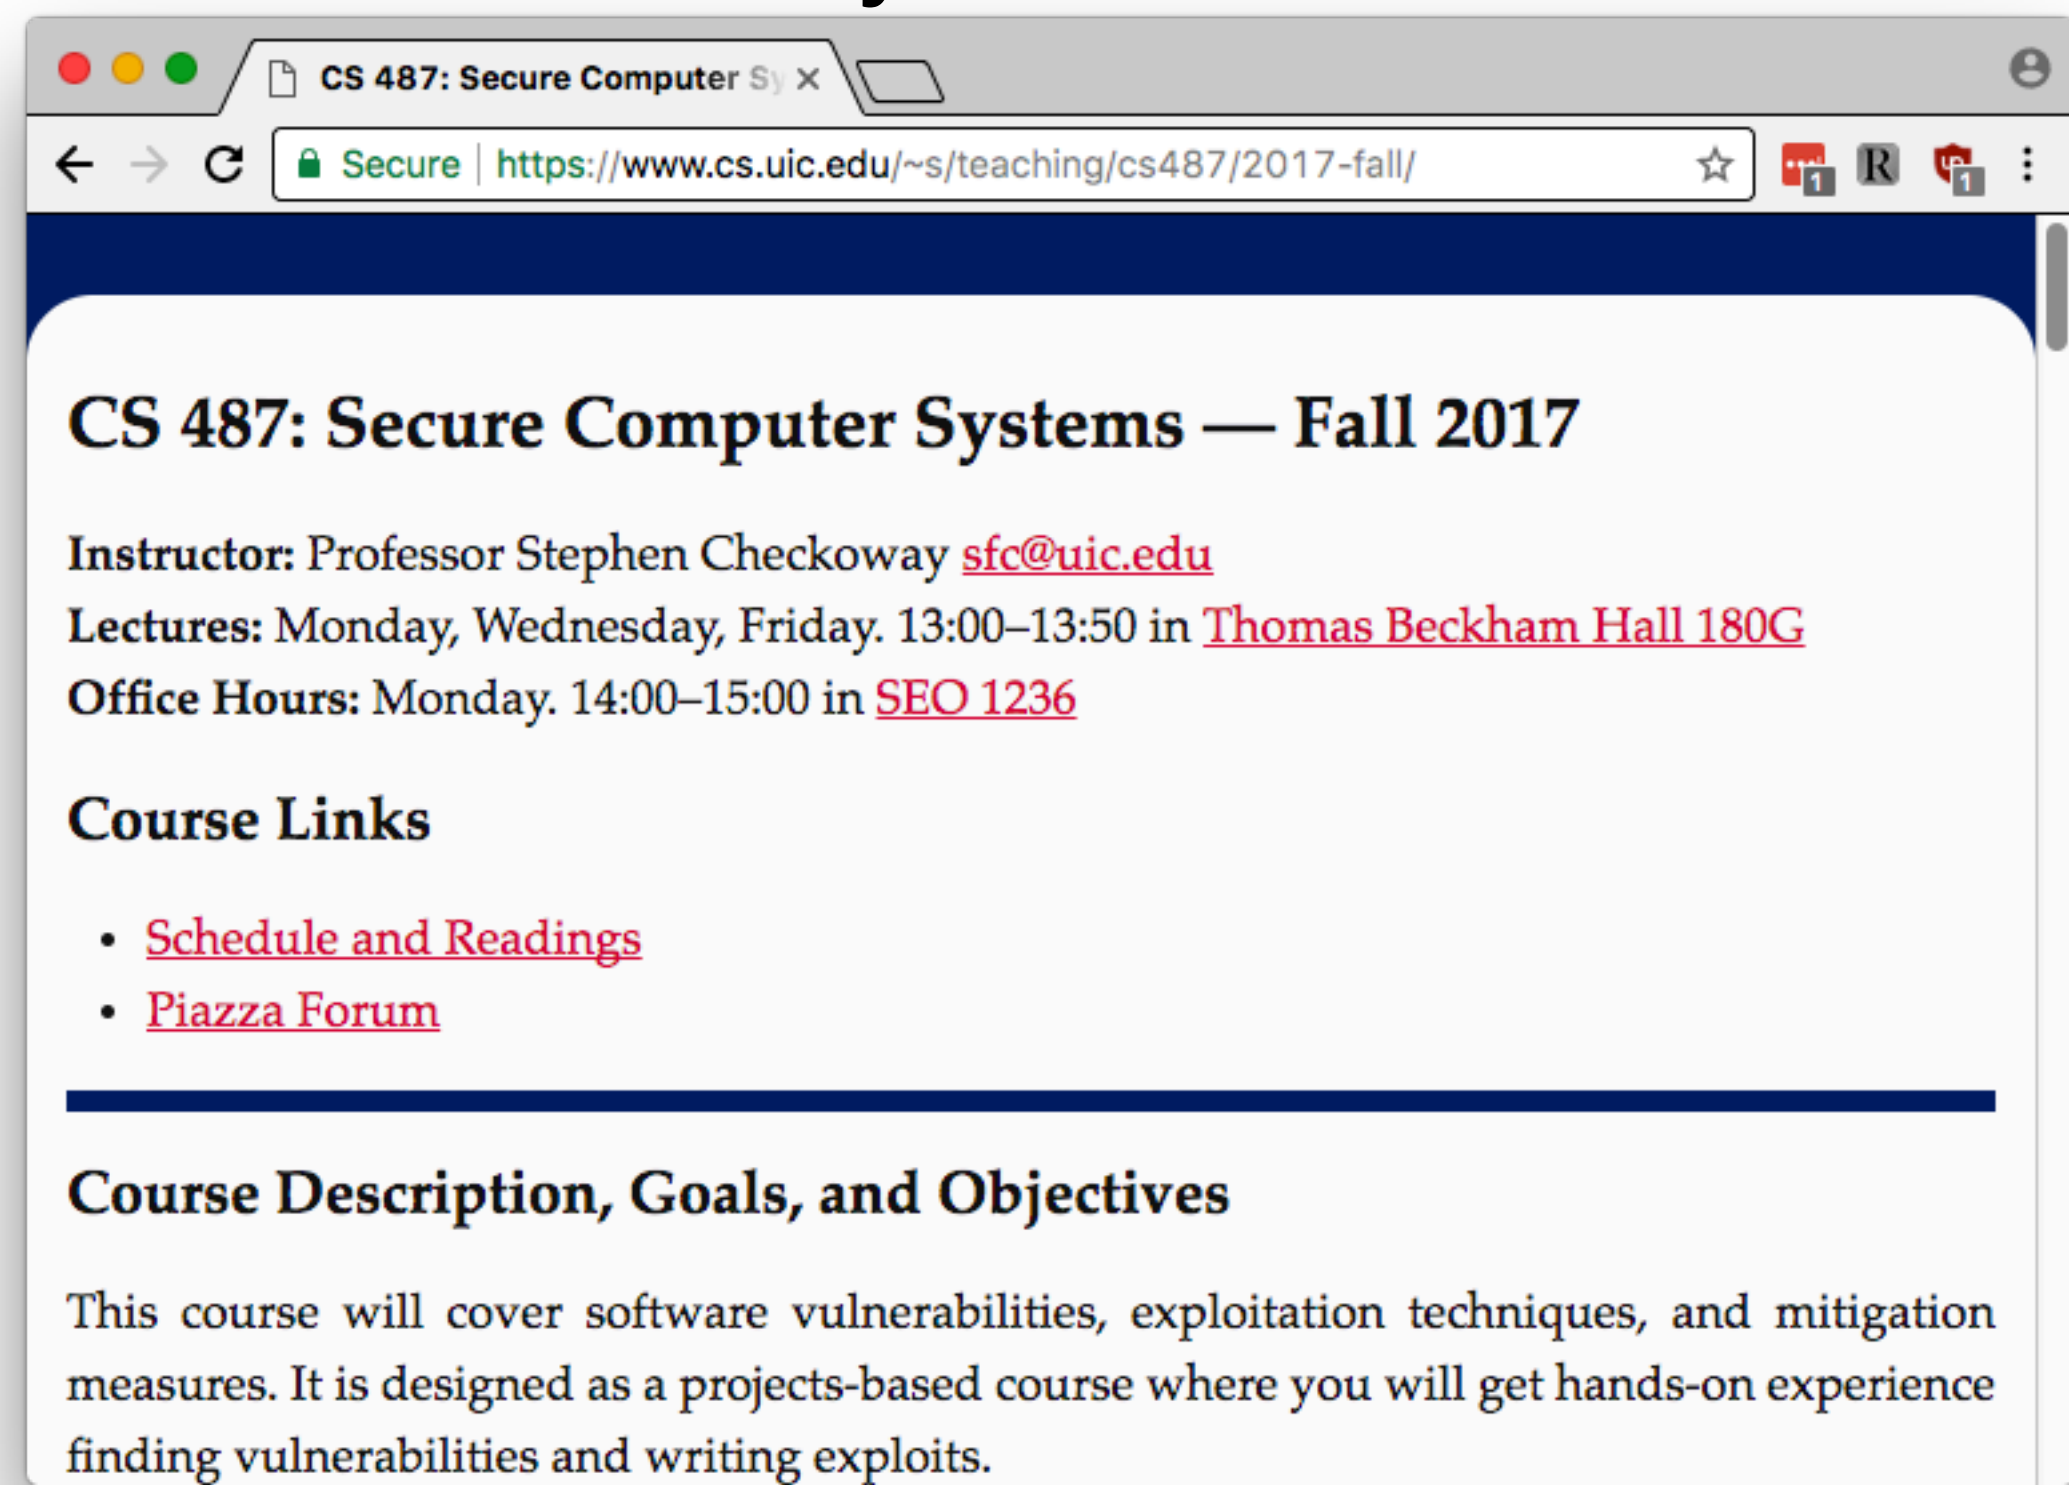 CS 487: Secure Computer Sy
Secure | https://www.cs.uic.edu/~s/teaching/cs487/2017-fall/
1
R
1
CS 487: Secure Computer Systems — Fall 2017
Instructor: Professor Stephen Checkoway sfc@uic.edu
Lectures: Monday, Wednesday, Friday. 13:00–13:50 in Thomas Beckham Hall 180G
Office Hours: Monday. 14:00–15:00 in SEO 1236
Course Links
• Schedule and Readings
• Piazza Forum
Course Description, Goals, and Objectives
This course will cover software vulnerabilities, exploitation techniques, and mitigation
measures. It is designed as a projects-based course where you will get hands-on experience
finding vulnerabilities and writing exploits.